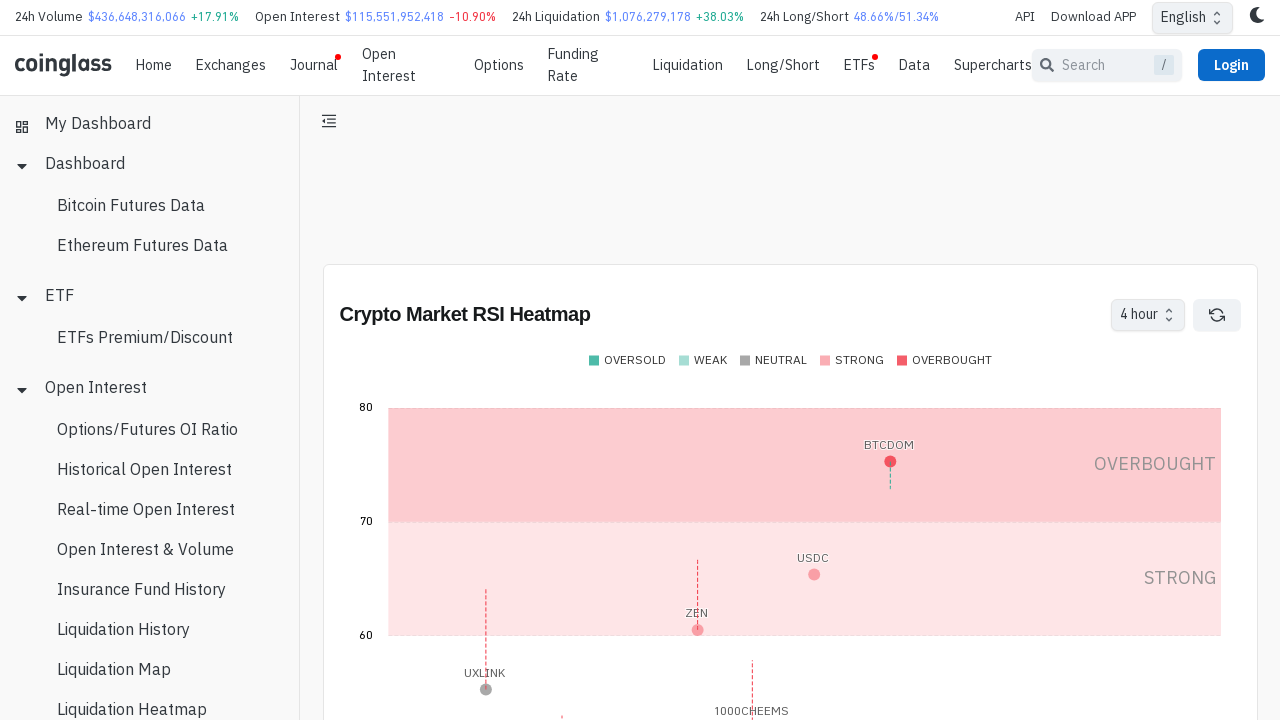 24h Volume $436,648,316,066 +17.91% Open Interest $115,551,952,418 -10.90% 24h Liquidation $1,076,279,178 +38.03% 24h Long/Short 48.66%/51.34% API Download APP English
coinglass Home Exchanges Journal Open Interest Options Funding Rate Liquidation Long/Short ETFs Data Supercharts Search / Login
My Dashboard
Dashboard
Bitcoin Futures Data
Ethereum Futures Data
ETF
ETFs Premium/Discount
Open Interest
Options/Futures OI Ratio
Historical Open Interest
Real-time Open Interest
Open Interest & Volume
Insurance Fund History
Liquidation History
Liquidation Map
Liquidation Heatmap
Crypto Market RSI Heatmap 4 hour
OVERSOLD WEAK NEUTRAL STRONG OVERBOUGHT
80
BTCDOM
OVERBOUGHT
70
USDC
STRONG
ZEN
60
UXLINK
1000CHEEMS